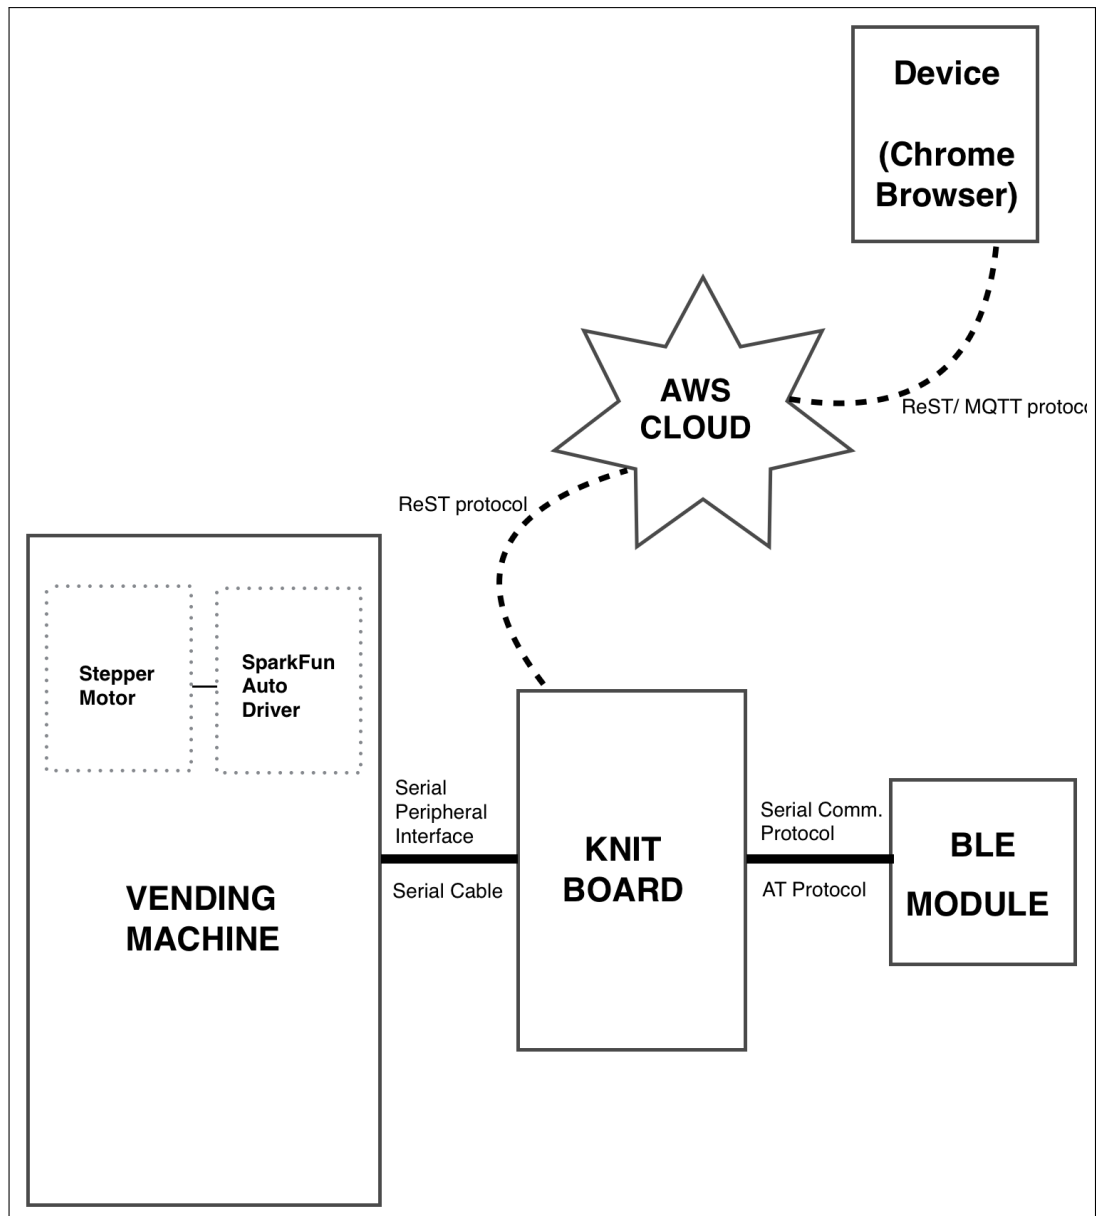 Device
(Chrome
Browser)
AWS
CLOUD
ReST/ MQTT
ReST protocol
Stepper
Motor
SparkFun
Auto
Driver
Serial
Peripheral
Interface
Serial Cable
VENDING
MACHINE
KNIT
BOARD
Serial Comm.
Protocol
AT Protocol
BLE
MODULE